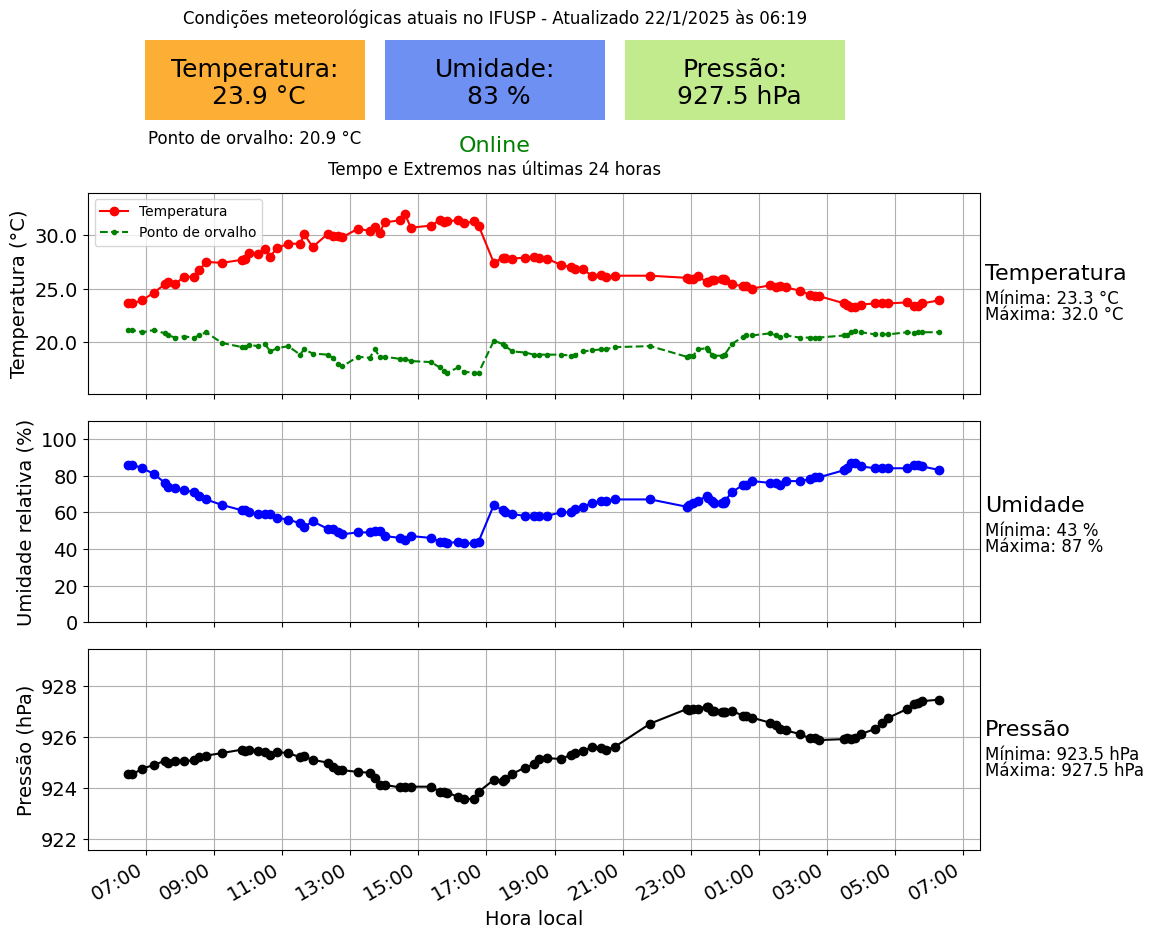 Condições meteorológicas atuais no IFUSP - Atualizado 22/1/2025 às 06:19
Temperatura:
23.9 °C
Umidade:
83 %
Pressão:
927.5 hPa
Ponto de orvalho: 20.9 °C
Online
Tempo e Extremos nas últimas 24 horas
Temperatura
Ponto de orvalho
Temperatura (°C)
30.0
25.0
20.0
Temperatura
Mínima: 23.3 °C
Máxima: 32.0 °C
Umidade relativa (%)
100
80
60
40
20
0
Umidade
Mínima: 43 %
Máxima: 87 %
Pressão (hPa)
928
926
924
922
Pressão
Mínima: 923.5 hPa
Máxima: 927.5 hPa
07:00 09:00 11:00 13:00 15:00 17:00 19:00 21:00 23:00 01:00 03:00 05:00 07:00
Hora local